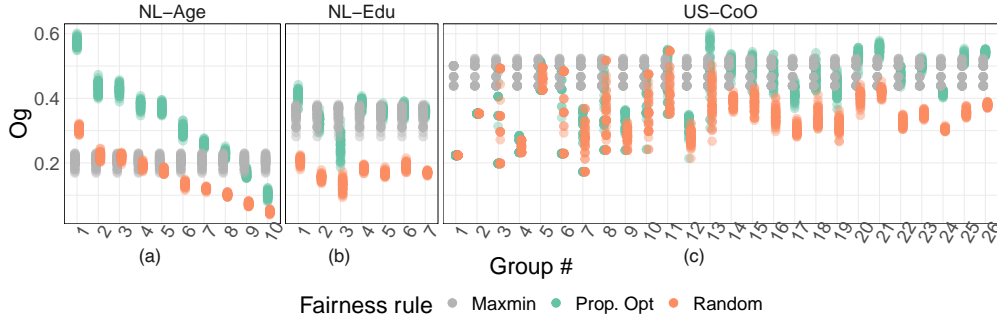 NL−Age NL−Edu US−CoO
0.6
0.4
0.2
Og
1 2 3 4 5 6 7 8 9 10 1 2 3 4 5 6 7 1 2 3 4 5 6 7 8 9 10 11 12 13 14 15 16 17 18 19 20 21 22 23 24 25 26
(a) (b) (c)
Group #
Fairness rule Maxmin Prop. Opt Random